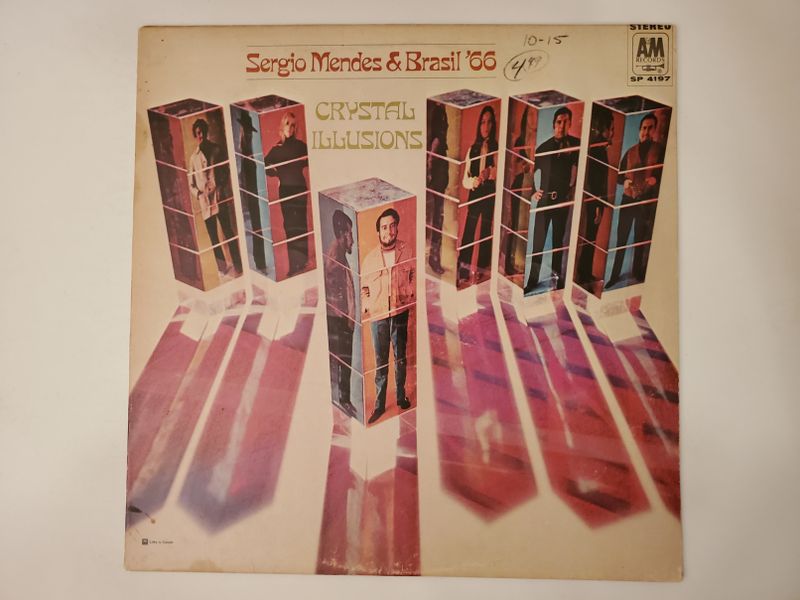 Sergio Mendes & Brasil '66
10-15
4.99
STEREO
A&M
RECORDS
SP 4197
CRYSTAL
ILLUSIONS